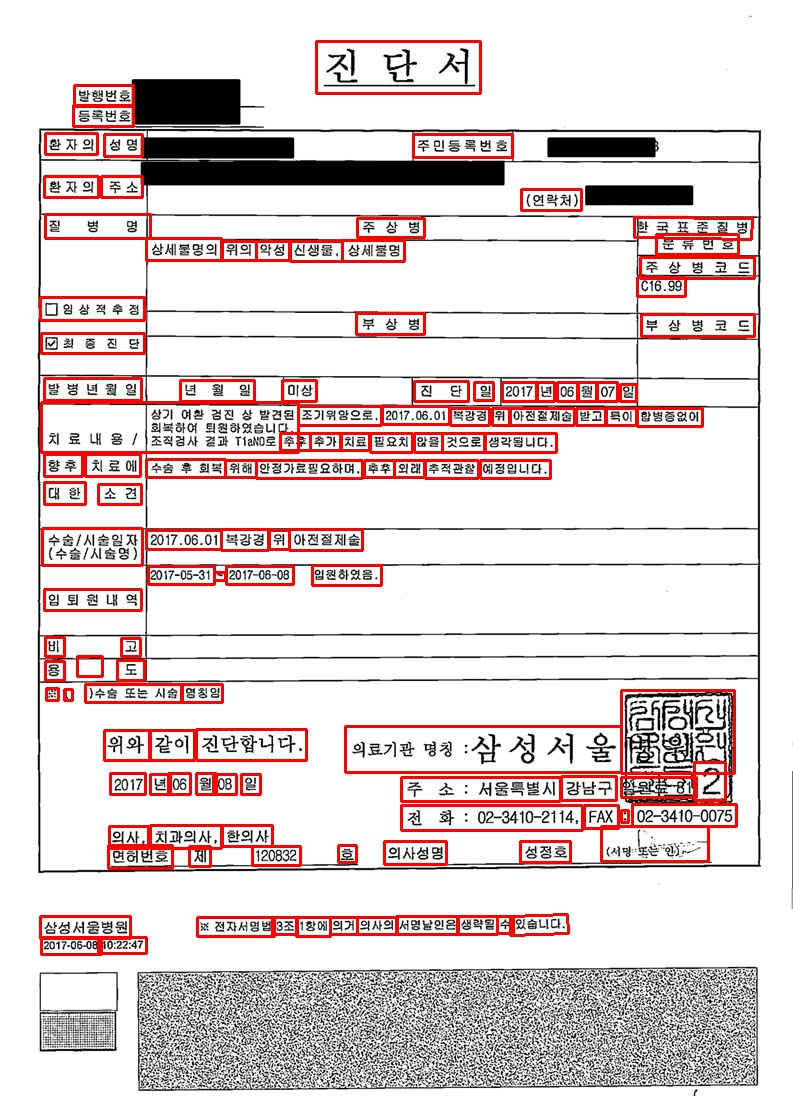 진 단 서
발행번호
등록번호
환자의 성명 주민등록번호
환자의 주소
(연락처)
질 병 명 주 상 병 한국표준질병
분류번호
상세불명의 위의 악성 신생물, 상세불명
주 상 병 코 드
C16.99
☐ 임상적추정
부 상 병 부 상 병 코 드
☑ 최 종 진 단
발병년월일 년 월 일 미상 진 단 일 2017 년 06 월 07 일
상기 여환 검진 상 발견된 조기위암으로, 2017.06.01 복강경 위 아전절제술 받고 특이 합병증없이
회복하여 퇴원하였습니다.
치료내용/ 조직검사 결과 T1aN0로 추후 추가 치료 필요치 않을 것으로 생각됩니다.
향후 치료에 수술 후 회복 위해 안정가료필요하며, 추후 외래 추적관찰 예정입니다.
대한 소견
수술/시술일자 2017.06.01 복강경 위 아전절제술
(수술/시술명)
2017-05-31 ~ 2017-06-08 입원하였음.
입퇴원내역
비 고
용 도
※ )수술 또는 시술 명칭임
위와 같이 진단합니다. 의료기관 명칭 : 삼성서울병원
2017 년 06 월 08 일 주 소 : 서울특별시 강남구 일원로 81
전 화 : 02-3410-2114, FAX : 02-3410-0075
의사, 치과의사, 한의사
면허번호 제 120832 호 의사성명 성정호 (서명 또는 인)
삼성서울병원 ※ 전자서명법 3조 1항에 의거 의사의 서명날인은 생략될 수 있습니다.
2017-06-08 10:22:47